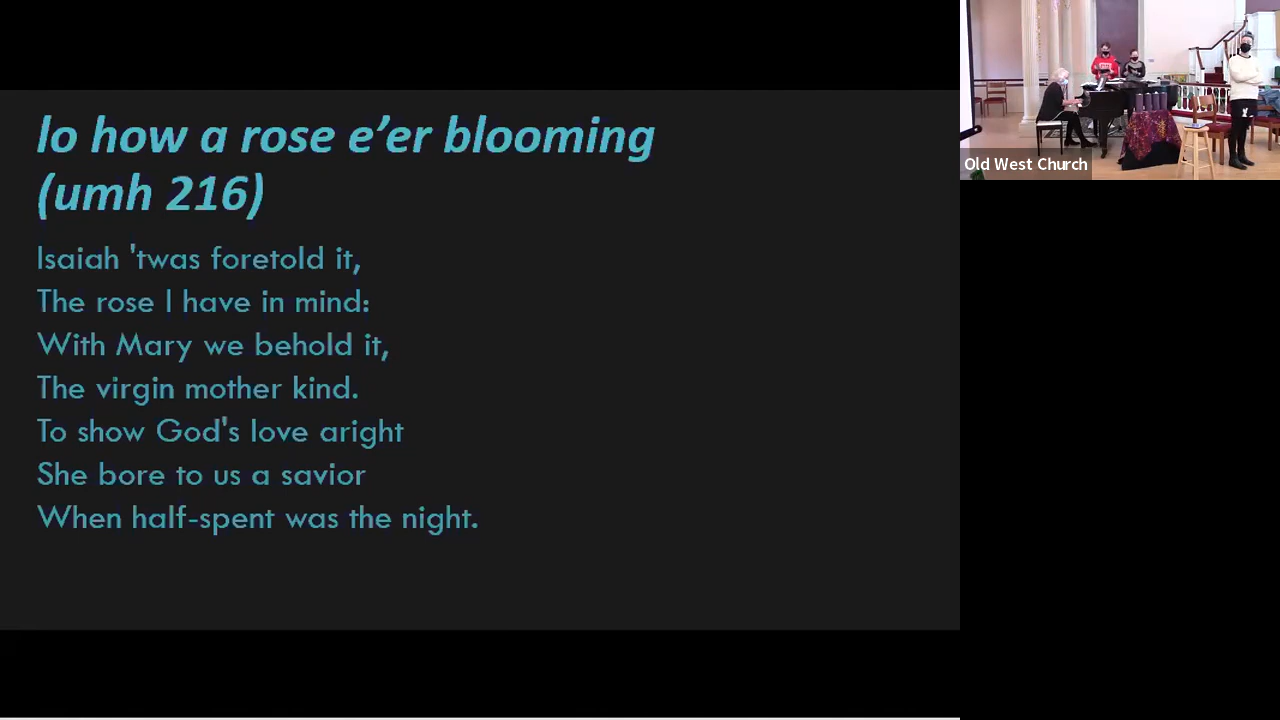 lo how a rose e’er blooming
(umh 216)
Isaiah 'twas foretold it,
The rose I have in mind:
With Mary we behold it,
The virgin mother kind.
To show God's love aright
She bore to us a savior
When half-spent was the night.
Old West Church